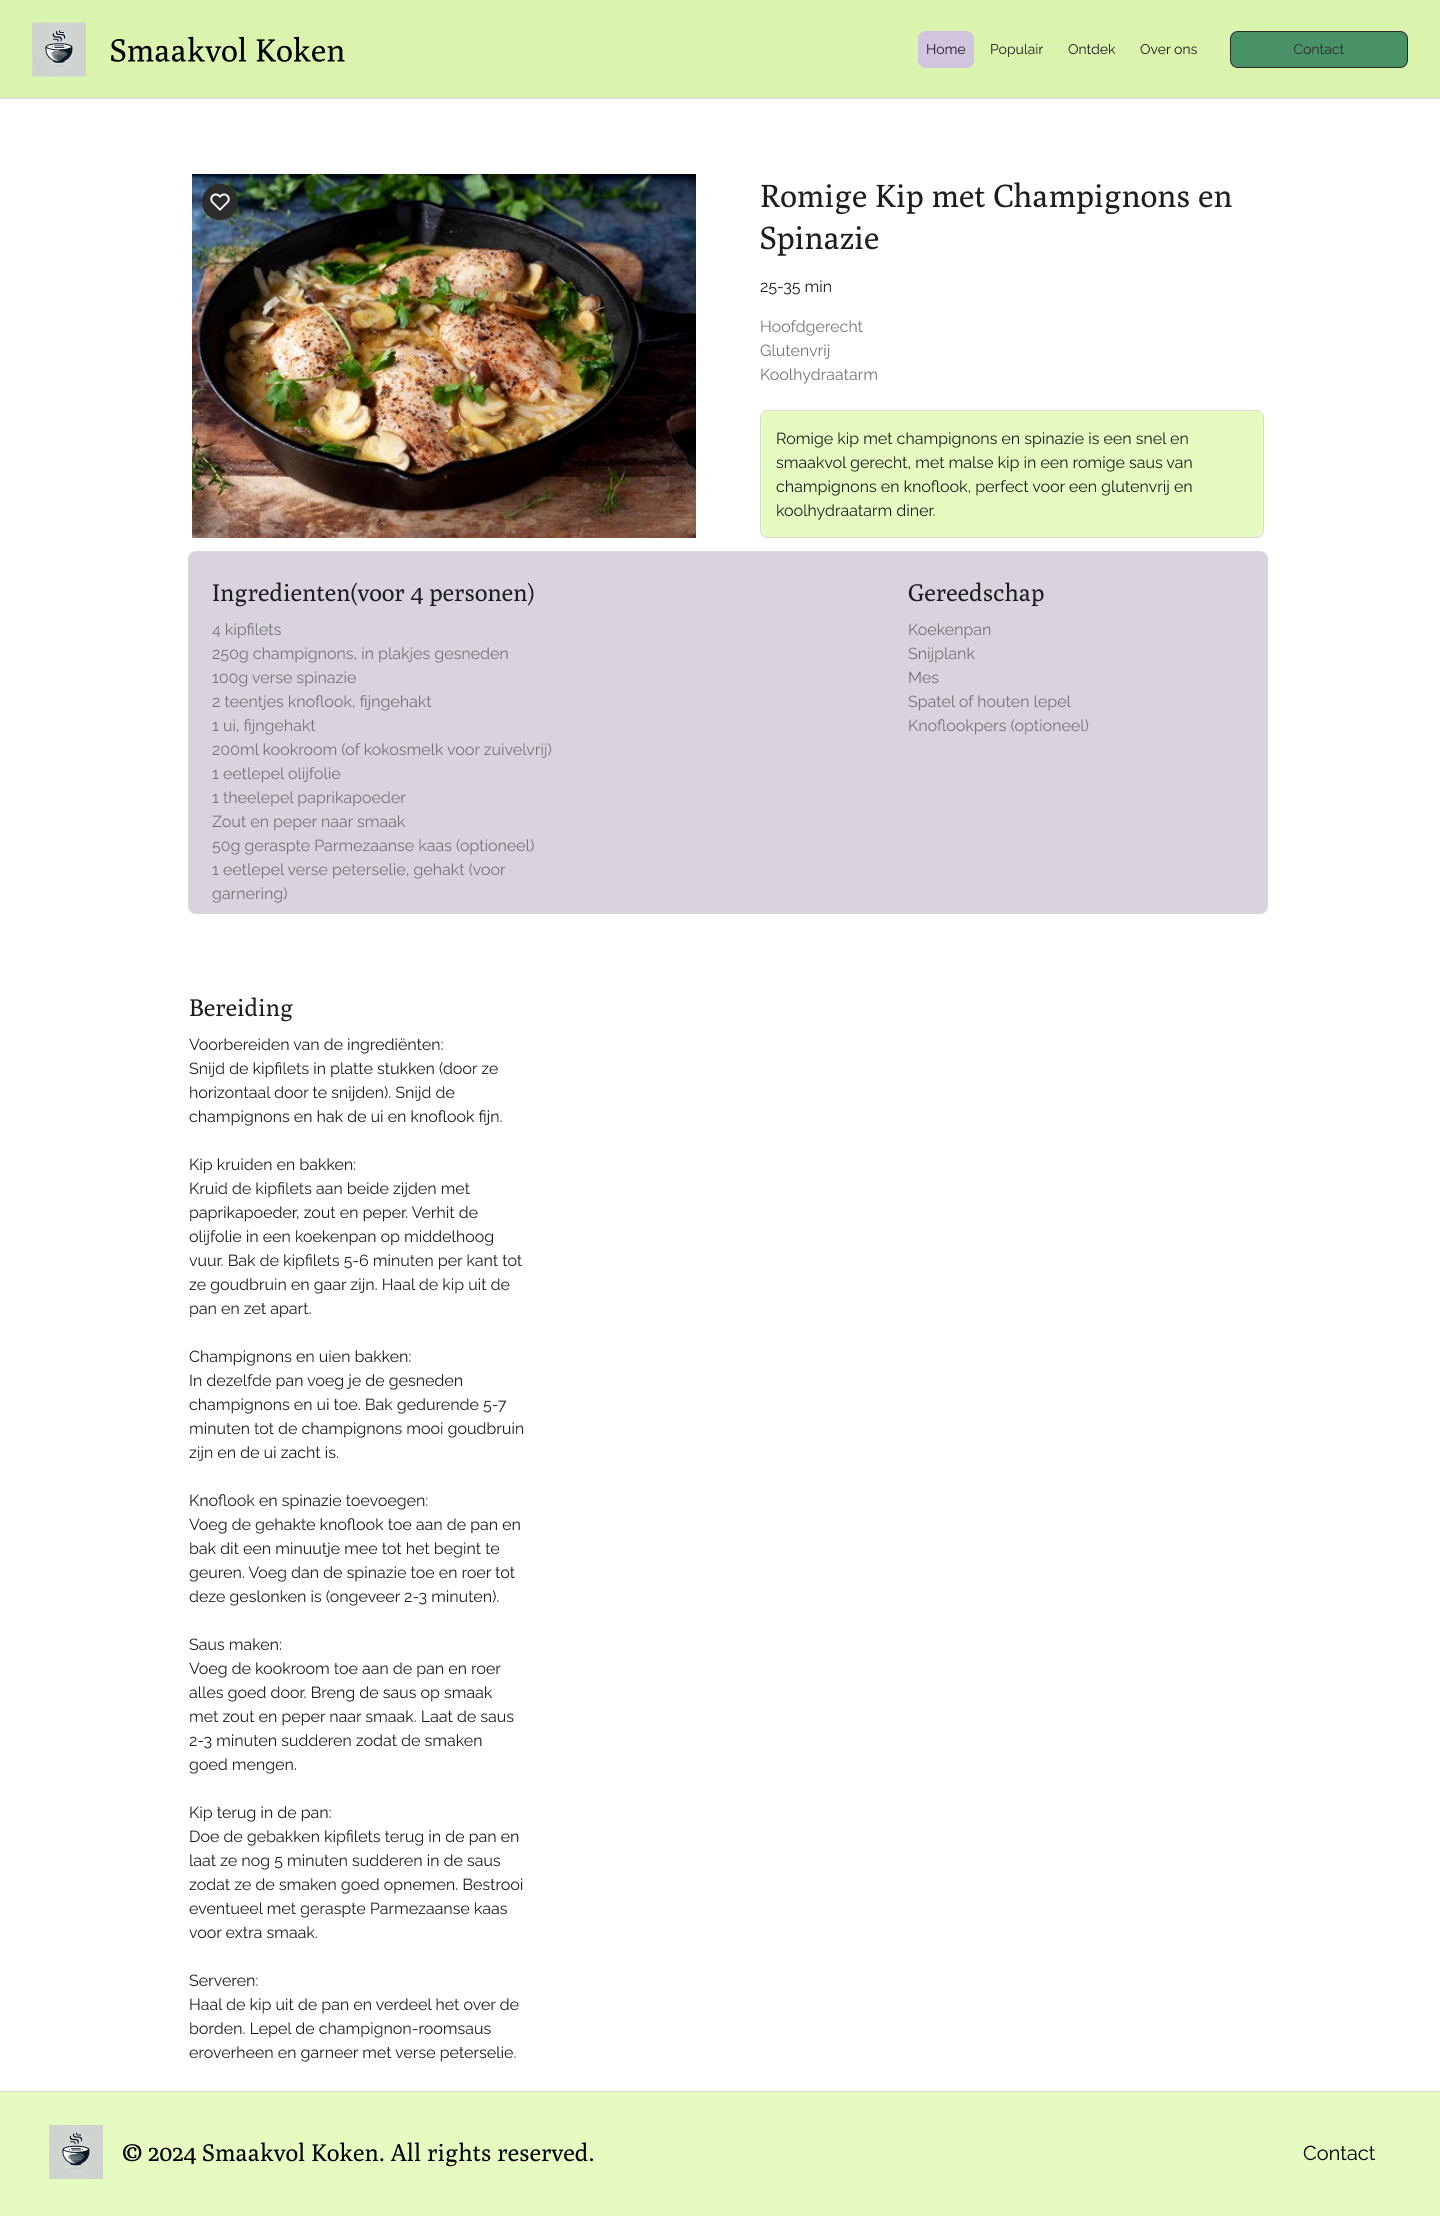 Smaakvol Koken
Home
Populair
Ontdek
Over ons
Contact
Romige Kip met Champignons en
Spinazie
25-35 min
Hoofdgerecht
Glutenvrij
Koolhydraatarm
Romige kip met champignons en spinazie is een snel en
smaakvol gerecht, met malse kip in een romige saus van
champignons en knoflook, perfect voor een glutenvrij en
koolhydraatarm diner.
Ingredienten(voor 4 personen)
4 kipfilets
250g champignons, in plakjes gesneden
100g verse spinazie
2 teentjes knoflook, fijngehakt
1 ui, fijngehakt
200ml kookroom (of kokosmelk voor zuivelvrij)
1 eetlepel olijfolie
1 theelepel paprikapoeder
Zout en peper naar smaak
50g geraspte Parmezaanse kaas (optioneel)
1 eetlepel verse peterselie, gehakt (voor
garnering)
Gereedschap
Koekenpan
Snijplank
Mes
Spatel of houten lepel
Knoflookpers (optioneel)
Bereiding
Voorbereiden van de ingrediënten:
Snijd de kipfilets in platte stukken (door ze
horizontaal door te snijden). Snijd de
champignons en hak de ui en knoflook fijn.
Kip kruiden en bakken:
Kruid de kipfilets aan beide zijden met
paprikapoeder, zout en peper. Verhit de
olijfolie in een koekenpan op middelhoog
vuur. Bak de kipfilets 5-6 minuten per kant tot
ze goudbruin en gaar zijn. Haal de kip uit de
pan en zet apart.
Champignons en uien bakken:
In dezelfde pan voeg je de gesneden
champignons en ui toe. Bak gedurende 5-7
minuten tot de champignons mooi goudbruin
zijn en de ui zacht is.
Knoflook en spinazie toevoegen:
Voeg de gehakte knoflook toe aan de pan en
bak dit een minuutje mee tot het begint te
geuren. Voeg dan de spinazie toe en roer tot
deze geslonken is (ongeveer 2-3 minuten).
Saus maken:
Voeg de kookroom toe aan de pan en roer
alles goed door. Breng de saus op smaak
met zout en peper naar smaak. Laat de saus
2-3 minuten sudderen zodat de smaken
goed mengen.
Kip terug in de pan:
Doe de gebakken kipfilets terug in de pan en
laat ze nog 5 minuten sudderen in de saus
zodat ze de smaken goed opnemen. Bestrooi
eventueel met geraspte Parmezaanse kaas
voor extra smaak.
Serveren:
Haal de kip uit de pan en verdeel het over de
borden. Lepel de champignon-roomsaus
eroverheen en garneer met verse peterselie.
© 2024 Smaakvol Koken. All rights reserved.
Contact